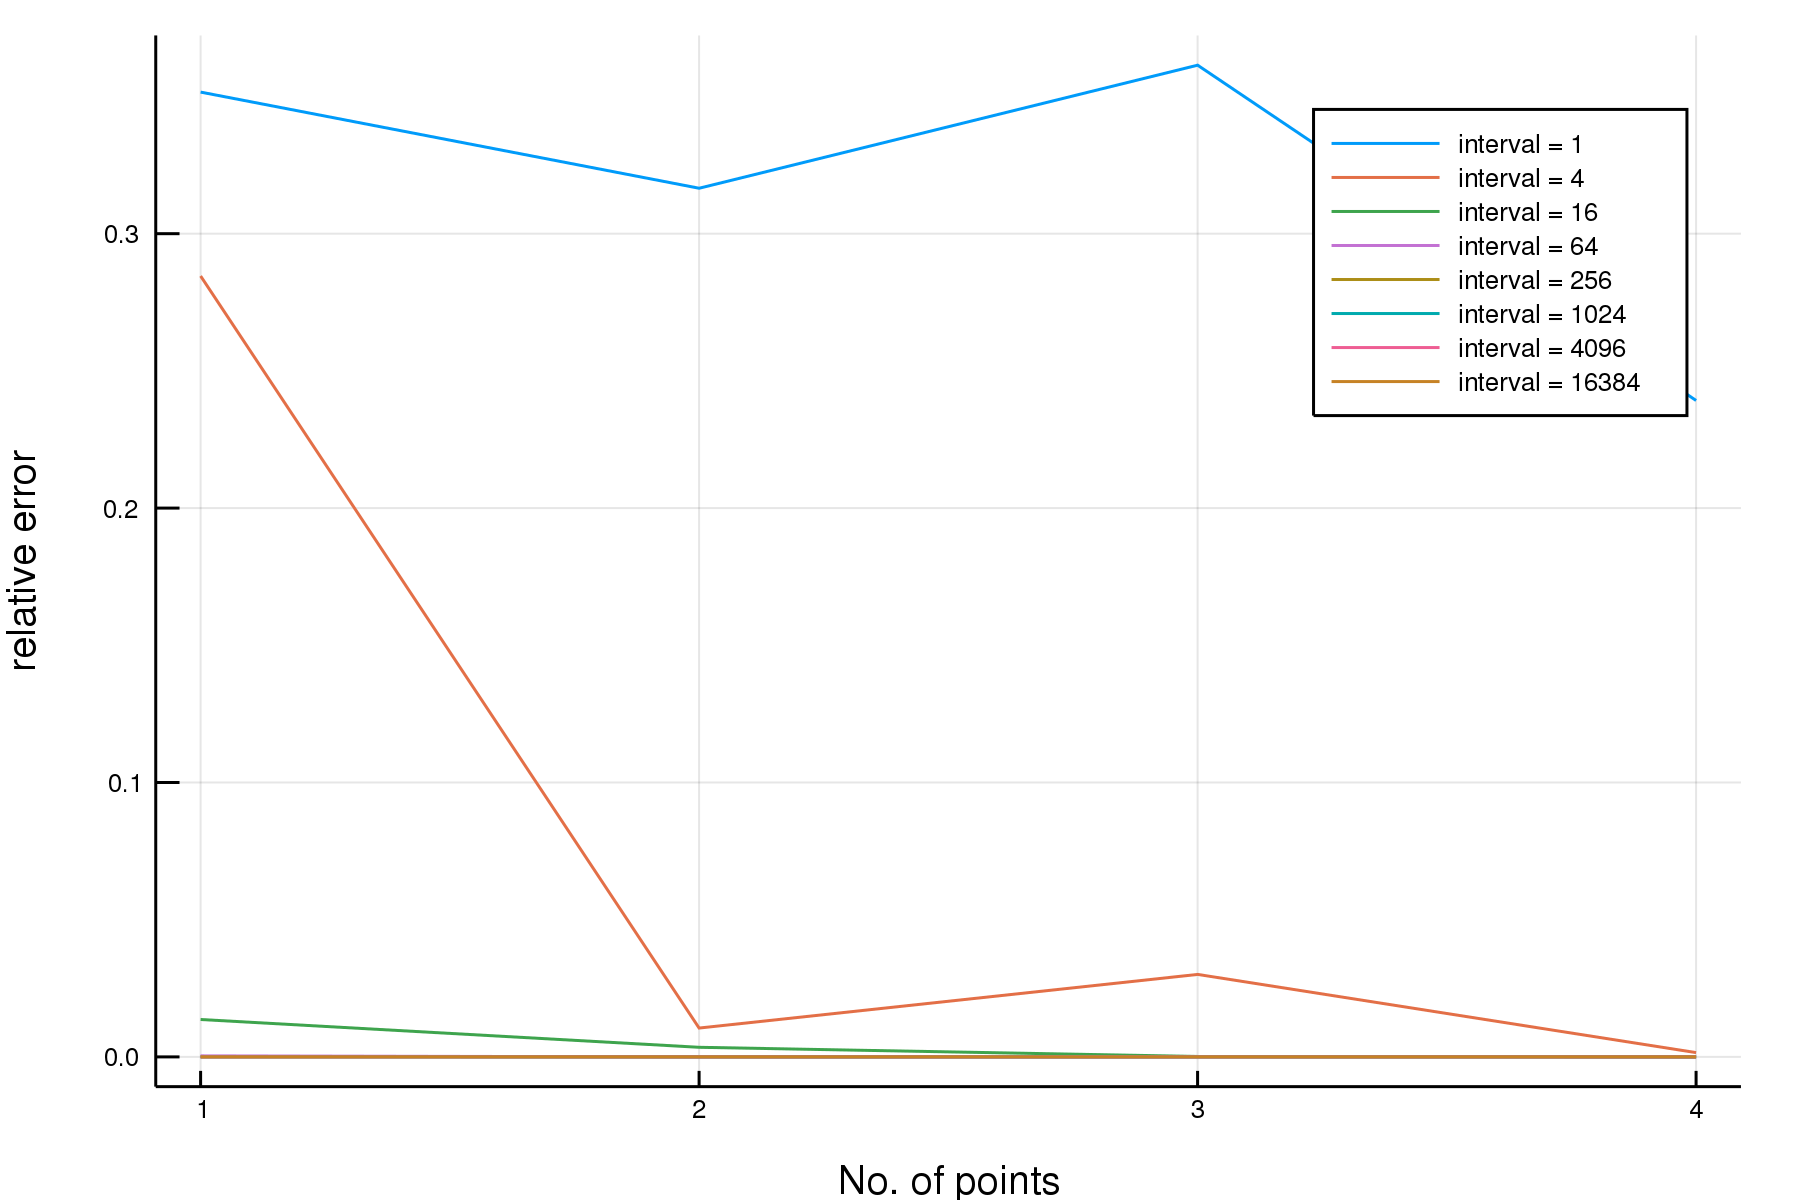 interval = 1
interval = 4
interval = 16
interval = 64
interval = 256
interval = 1024
interval = 4096
interval = 16384
0.3
0.2
0.1
0.0
relative error
1 2 3 4
No. of points